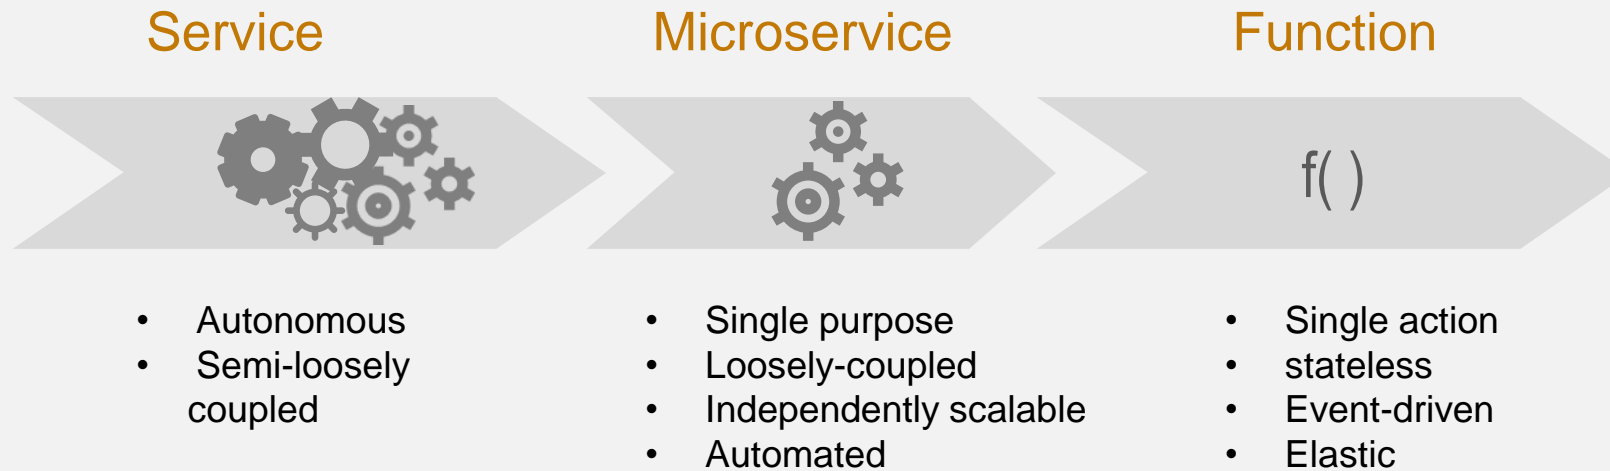 Service
Microservice
Function
f( )
• Autonomous
• Semi-loosely
coupled
• Single purpose
• Loosely-coupled
• Independently scalable
• Automated
• Single action
• stateless
• Event-driven
• Elastic